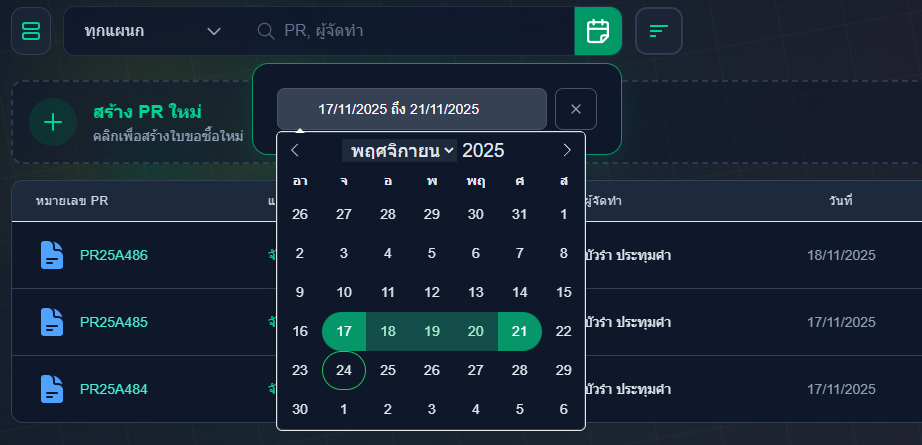 ทุกแผนก
PR, ผู้จัดทำ
17/11/2025 ถึง 21/11/2025
สร้าง PR ใหม่
คลิกเพื่อสร้างใบขอซื้อใหม่
พฤศจิกายน 2025
อา จ อ พ พฤ ศ ส
26 27 28 29 30 31 1
2 3 4 5 6 7 8
9 10 11 12 13 14 15
16 17 18 19 20 21 22
23 24 25 26 27 28 29
30 1 2 3 4 5 6
หมายเลข PR ผู้จัดทำ วันที่
PR25A486 บัวรำ ประทุมคำ 18/11/2025
PR25A485 บัวรำ ประทุมคำ 17/11/2025
PR25A484 บัวรำ ประทุมคำ 17/11/2025